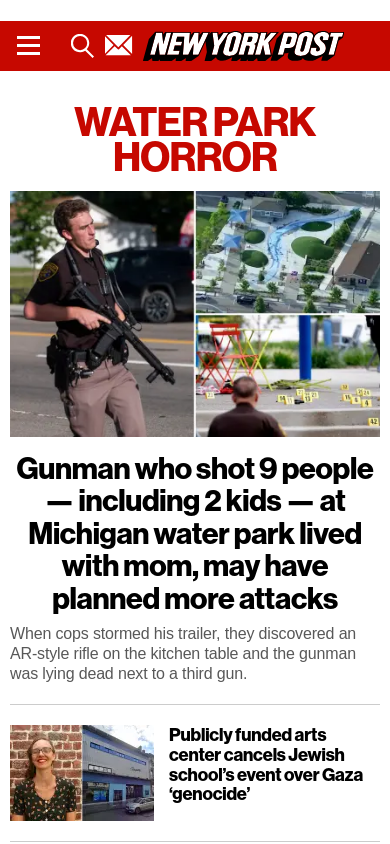 NEW YORK POST
WATER PARK
HORROR
42
Gunman who shot 9 people
— including 2 kids — at
Michigan water park lived
with mom, may have
planned more attacks
When cops stormed his trailer, they discovered an
AR-style rifle on the kitchen table and the gunman
was lying dead next to a third gun.
Publicly funded arts
center cancels Jewish
school’s event over Gaza
‘genocide’